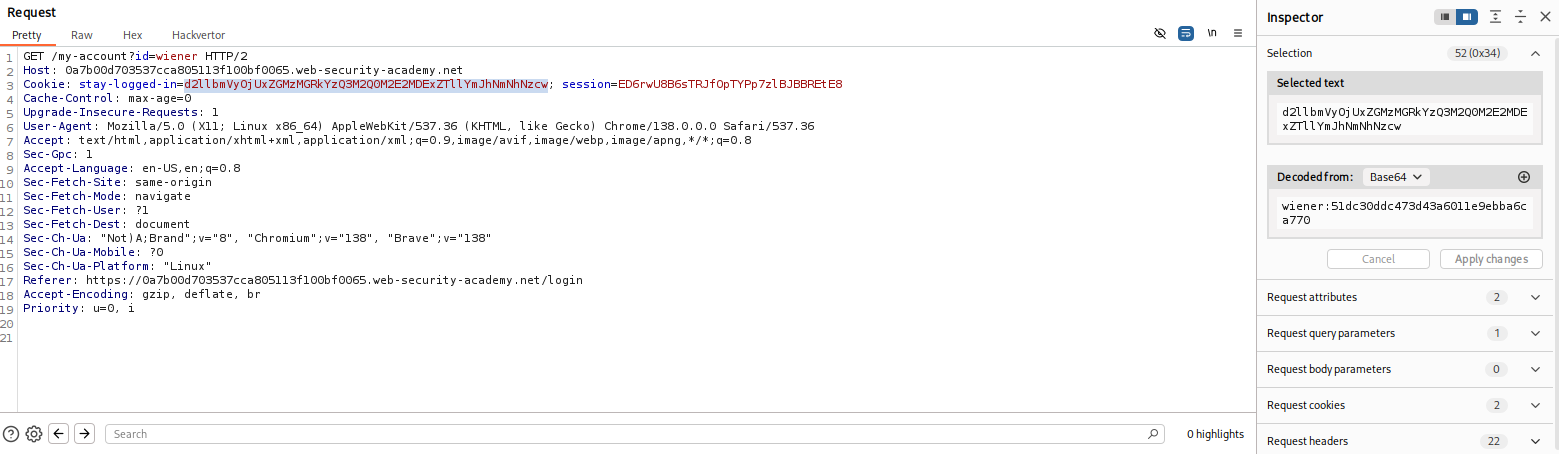 Request
Pretty Raw Hex Hackvertor
\n
1 GET /my-account?id=wiener HTTP/2
2 Host: 0a7b00d703537cca805113f100bf0065.web-security-academy.net
3 Cookie: stay-logged-in=d2llbmVyOjUxZGMzMGRkYzQ3M2Q0M2E2MDExZTllYmJhNmNhNzcw; session=ED6rwU8B6sTRJfOpTYPp7zlBJBBREtE8
4 Cache-Control: max-age=0
5 Upgrade-Insecure-Requests: 1
6 User-Agent: Mozilla/5.0 (X11; Linux x86_64) AppleWebKit/537.36 (KHTML, like Gecko) Chrome/138.0.0.0 Safari/537.36
7 Accept: text/html,application/xhtml+xml,application/xml;q=0.9,image/avif,image/webp,image/apng,*/*;q=0.8
8 Sec-Gpc: 1
9 Accept-Language: en-US,en;q=0.8
10 Sec-Fetch-Site: same-origin
11 Sec-Fetch-Mode: navigate
12 Sec-Fetch-User: ?1
13 Sec-Fetch-Dest: document
14 Sec-Ch-Ua: "Not)A;Brand";v="8", "Chromium";v="138", "Brave";v="138"
15 Sec-Ch-Ua-Mobile: ?0
16 Sec-Ch-Ua-Platform: "Linux"
17 Referer: https://0a7b00d703537cca805113f100bf0065.web-security-academy.net/login
18 Accept-Encoding: gzip, deflate, br
19 Priority: u=0, i
20
21
Search
0 highlights
Inspector
Selection 52 (0x34)
Selected text
d2llbmVyOjUxZGMzMGRkYzQ3M2Q0M2E2MDE
xZTllYmJhNmNhNzcw
Decoded from: Base64
wiener:51dc30ddc473d43a6011e9ebba6c
a770
Cancel Apply changes
Request attributes 2
Request query parameters 1
Request body parameters 0
Request cookies 2
Request headers 22